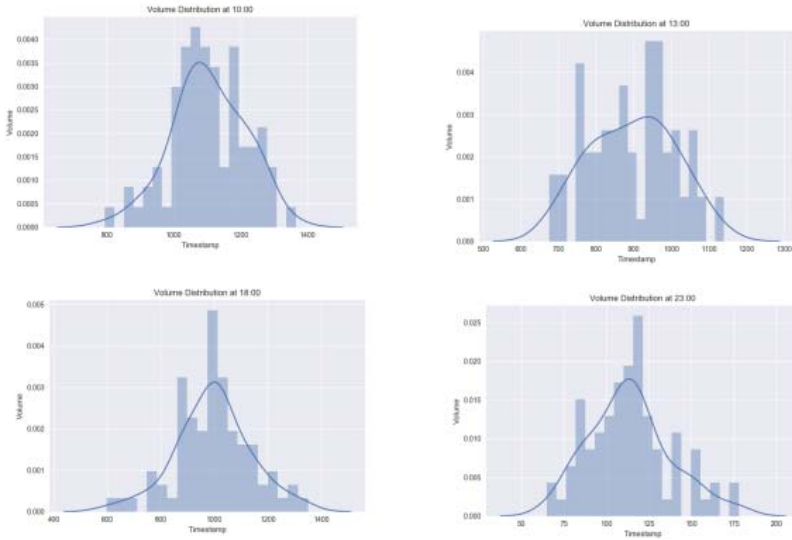 Volume Distribution at 10:00
0.0040
0.0035
0.0030
0.0025
0.0020
0.0015
0.0010
0.0005
0.0000
Volume
800 1000 1200 1400
Timestamp
Volume Distribution at 13:00
0.004
0.003
0.002
0.001
0.000
Volume
500 600 700 800 900 1000 1100 1200 1300
Timestamp
Volume Distribution at 18:00
0.005
0.004
0.003
0.002
0.001
0.000
Volume
400 600 800 1000 1200 1400
Timestamp
Volume Distribution at 23:00
0.025
0.020
0.015
0.010
0.005
0.000
Volume
50 75 100 125 150 175 200
Timestamp